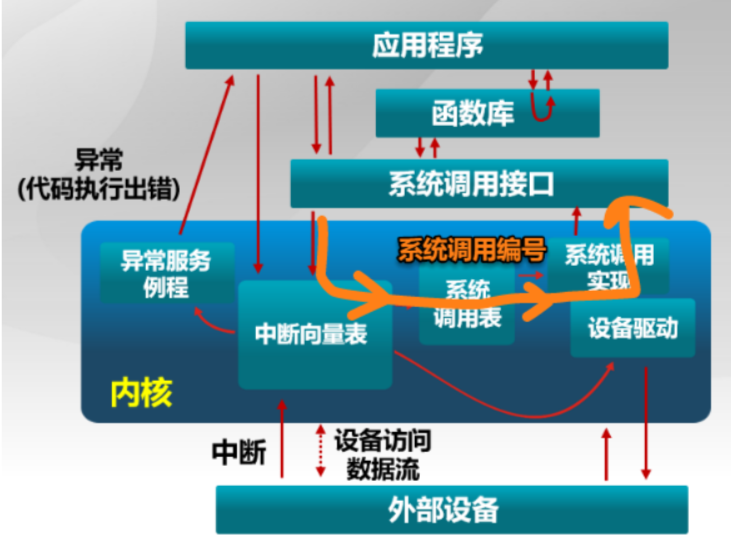 应用程序
函数库
异常
(代码执行出错)
系统调用接口
系统调用编号
异常服务
例程
系统调用
实现
系统
调用表
中断向量表
设备驱动
内核
中断
设备访问
数据流
外部设备